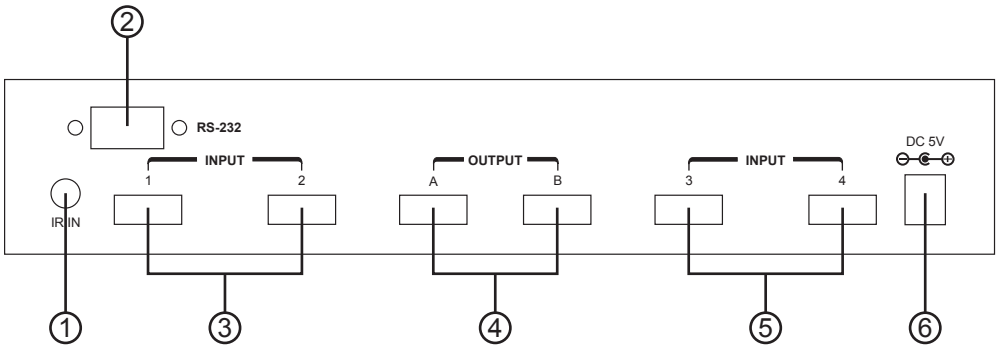 2
RS-232
INPUT OUTPUT INPUT DC 5V
1 2 A B 3 4
IR IN
1 3 4 5 6